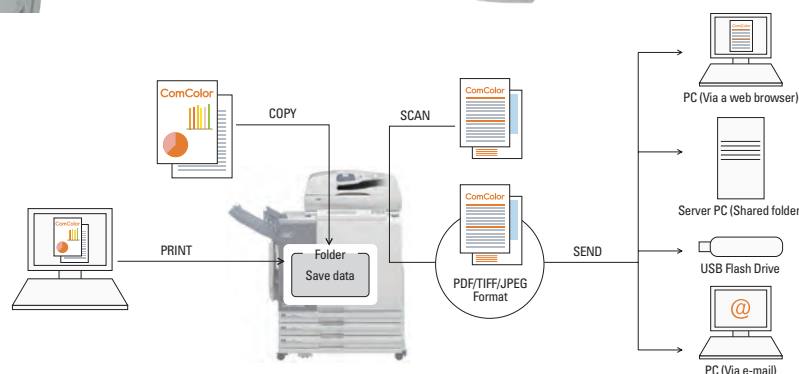 ComColor
COPY
SCAN
ComColor
PC (Via a web browser)
Server PC (Shared folder
ComColor
PRINT
Folder
Save data
ComColor
PDF/TIFF/JPEG
Format
SEND
USB Flash Drive
@
PC (Via e-mail)